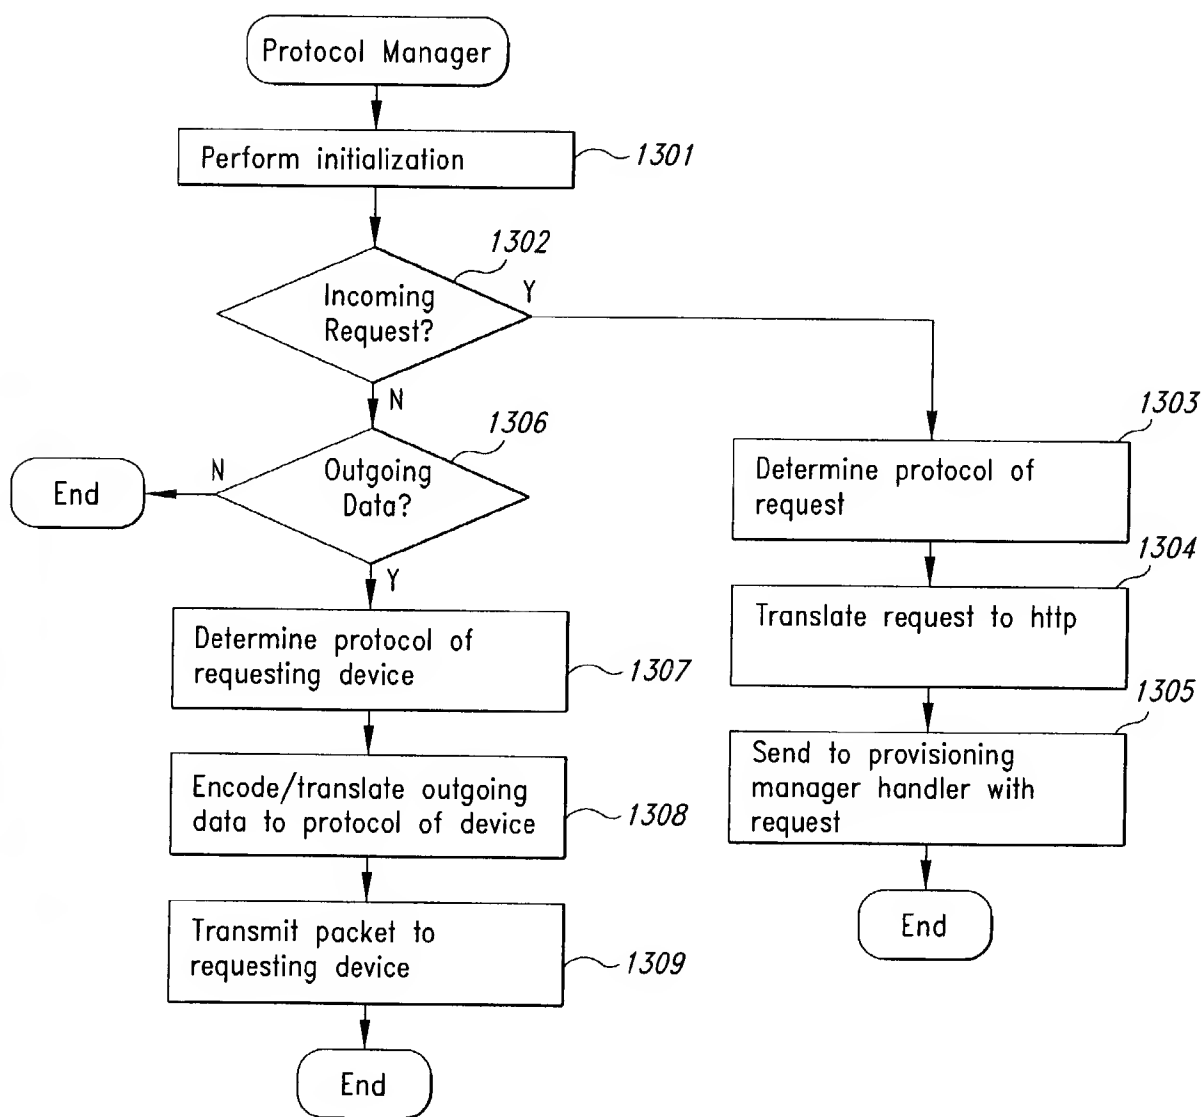 Protocol Manager
Perform initialization
1301
1302
Incoming
Request?
Y
N
1306
Outgoing
Data?
N
End
Y
Determine protocol of
requesting device
1307
Encode/translate outgoing
data to protocol of device
1308
Transmit packet to
requesting device
1309
End
1303
Determine protocol of
request
1304
Translate request to http
1305
Send to provisioning
manager handler with
request
End